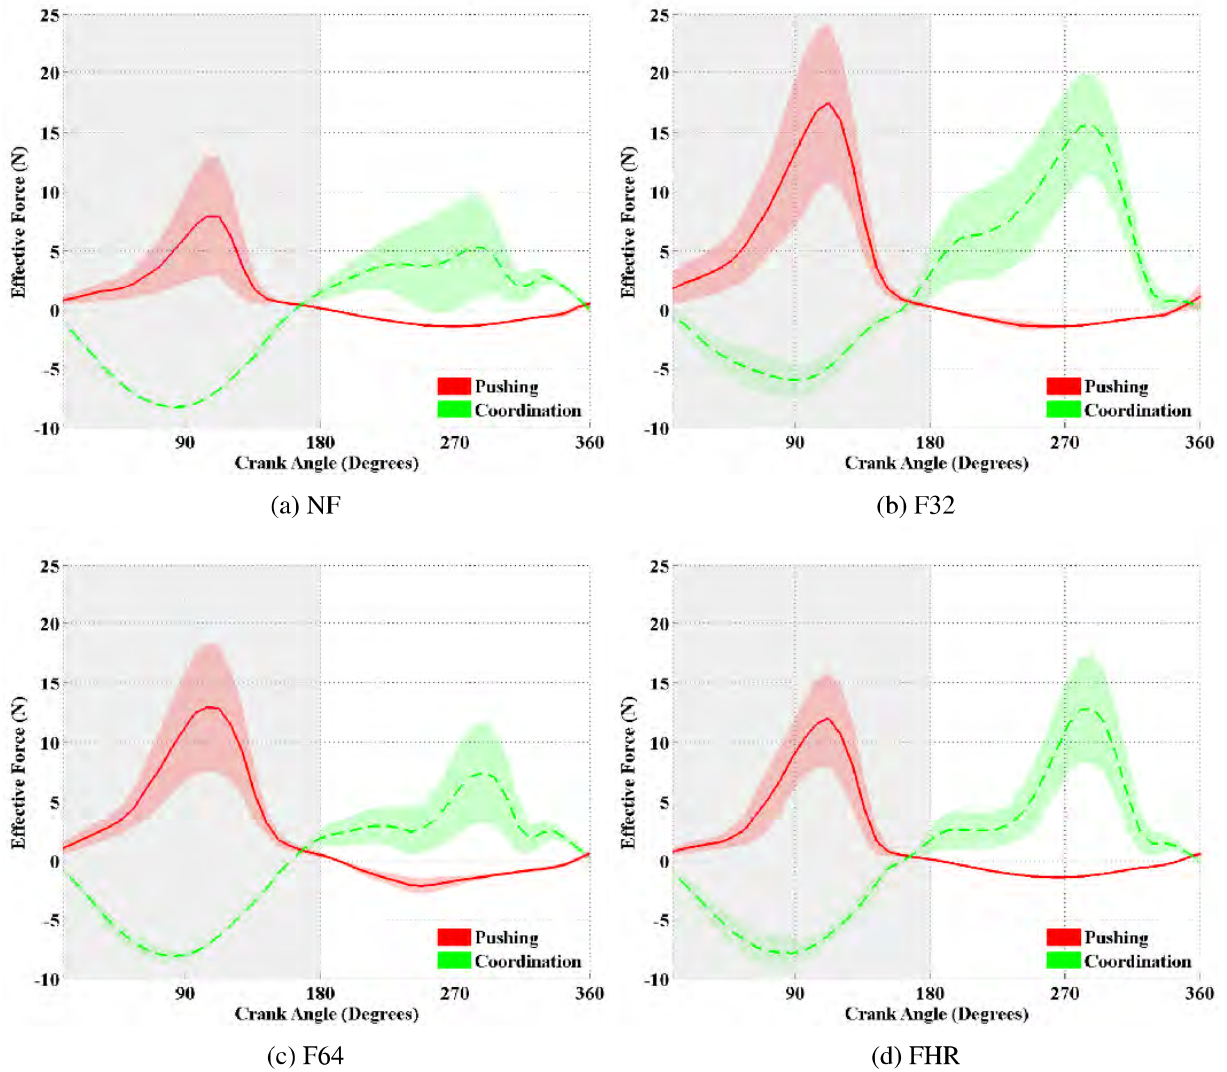 25
20
15
10
5
0
-5
-10
Effective Force (N)
90
180
270
360
Crank Angle (Degrees)
Pushing
Coordination
(a) NF
25
20
15
10
5
0
-5
-10
Effective Force (N)
90
180
270
360
Crank Angle (Degrees)
Pushing
Coordination
(b) F32
25
20
15
10
5
0
-5
-10
Effective Force (N)
90
180
270
360
Crank Angle (Degrees)
Pushing
Coordination
(c) F64
25
20
15
10
5
0
-5
-10
Effective Force (N)
90
180
270
360
Crank Angle (Degrees)
Pushing
Coordination
(d) FHR